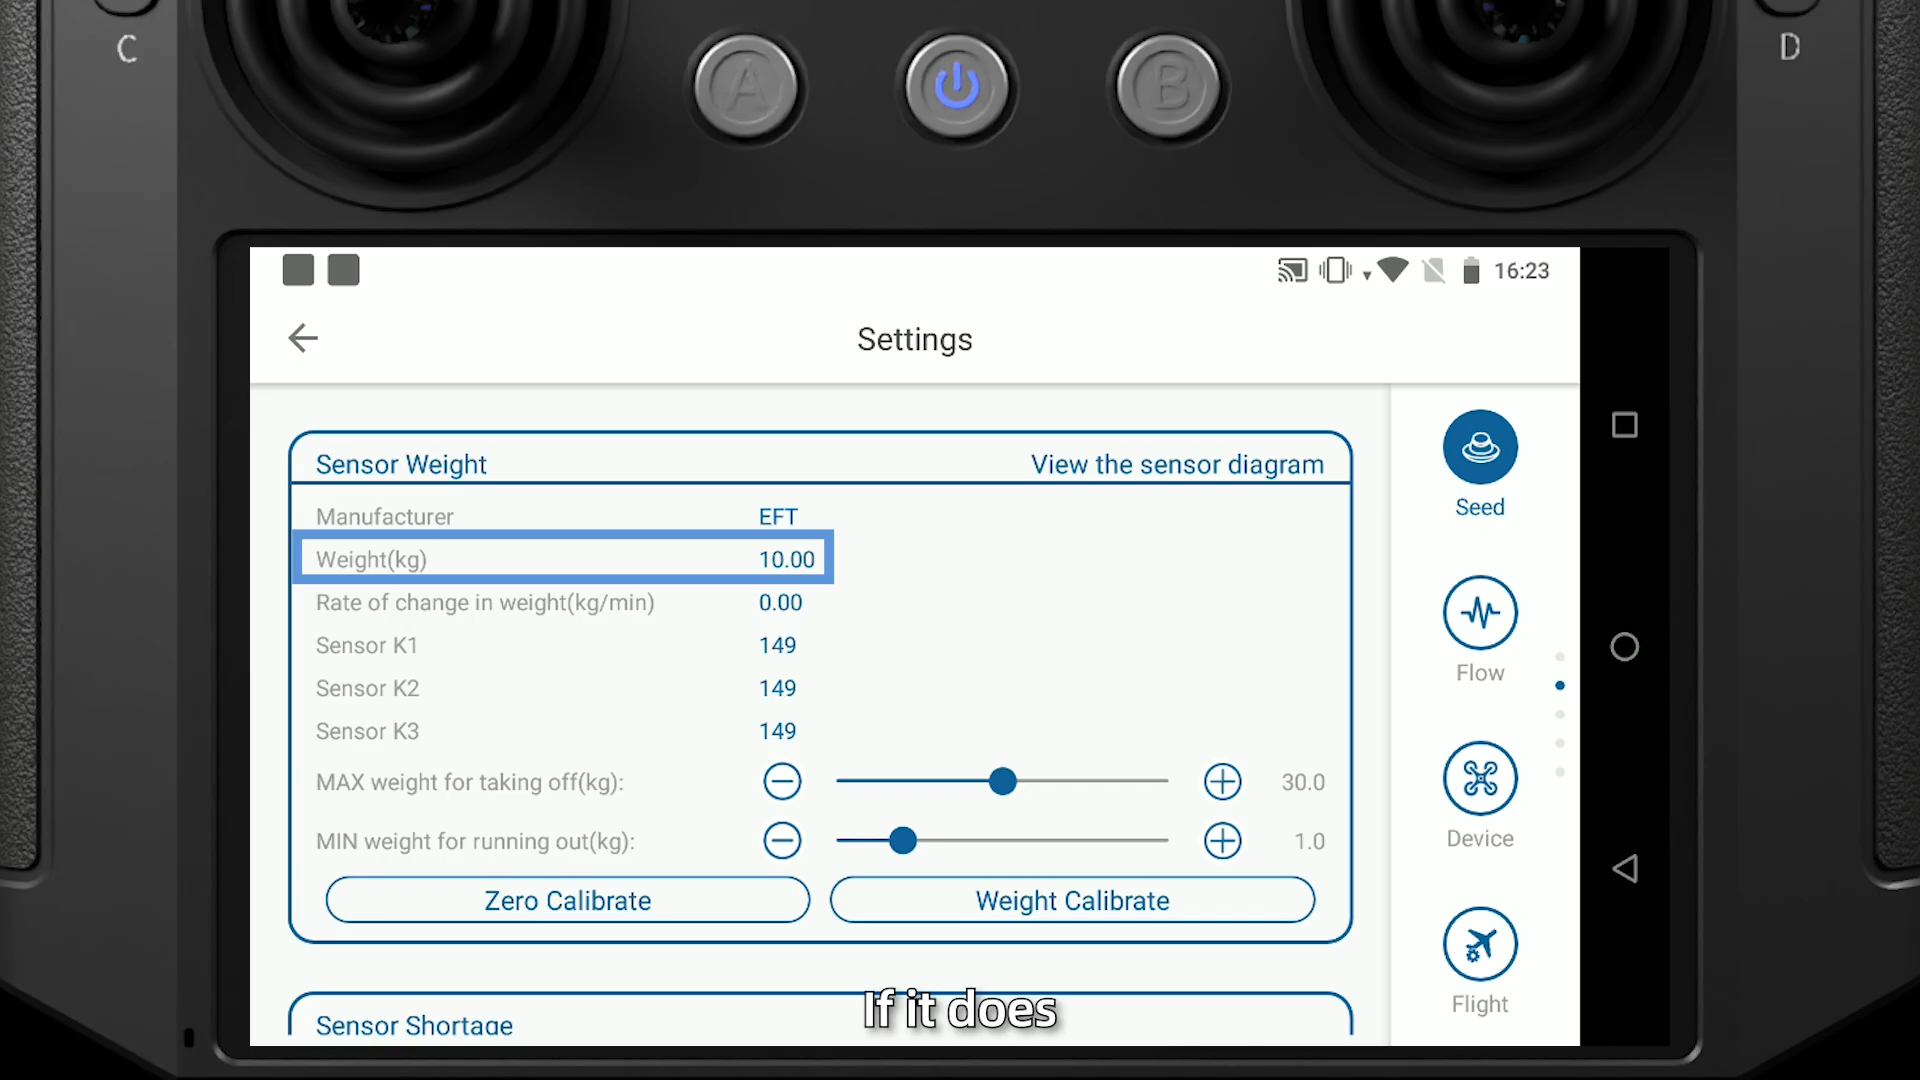 C
A
B
D
16:23
Settings
Sensor Weight
View the sensor diagram
Manufacturer
EFT
Weight(kg)
10.00
Rate of change in weight(kg/min)
0.00
Sensor K1
149
Sensor K2
149
Sensor K3
149
MAX weight for taking off(kg):
30.0
MIN weight for running out(kg):
1.0
Zero Calibrate
Weight Calibrate
Sensor Shortage
Seed
Flow
Device
Flight
If it does